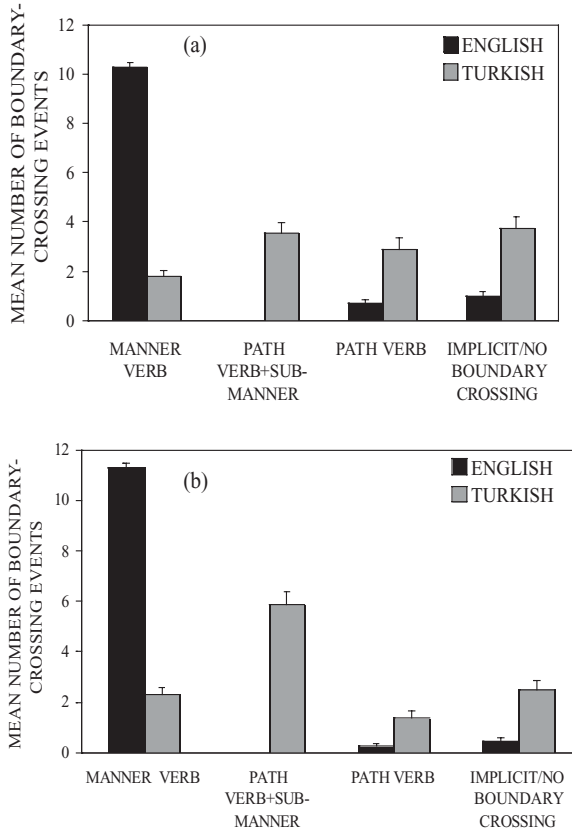 MEAN NUMBER OF BOUNDARY-
CROSSING EVENTS
12
10
8
6
4
2
0
(a)
ENGLISH
TURKISH
MANNER
VERB
PATH
VERB+SUB-
MANNER
PATH VERB
IMPLICIT/NO
BOUNDARY
CROSSING
MEAN NUMBER OF BOUNDARY-
CROSSING EVENTS
12
10
8
6
4
2
0
(b)
ENGLISH
TURKISH
MANNER VERB
PATH
VERB+SUB-
MANNER
PATH VERB
IMPLICIT/NO
BOUNDARY
CROSSING